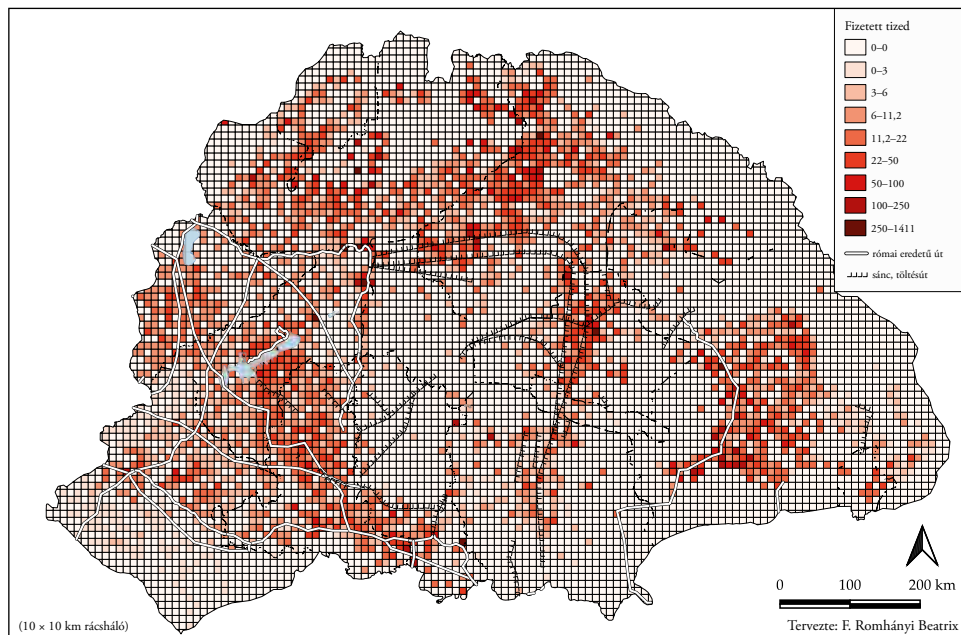 Fizetett tized
0–0
0–3
3–6
6–11,2
11,2–22
22–50
50–100
100–250
250–1411
római eredetű út
sánc, töltésút
0 100 200 km
(10 × 10 km rácsháló)
Tervezte: F. Romhányi Beatrix